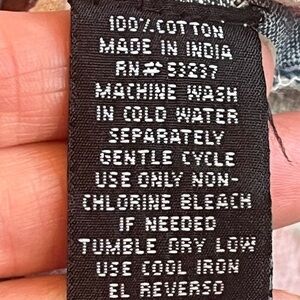 100% COTTON
MADE IN INDIA
RN# 53237
MACHINE WASH
IN COLD WATER
SEPARATELY
GENTLE CYCLE
USE ONLY NON-
CHLORINE BLEACH
IF NEEDED
TUMBLE DRY LOW
USE COOL IRON
EL REVERSO